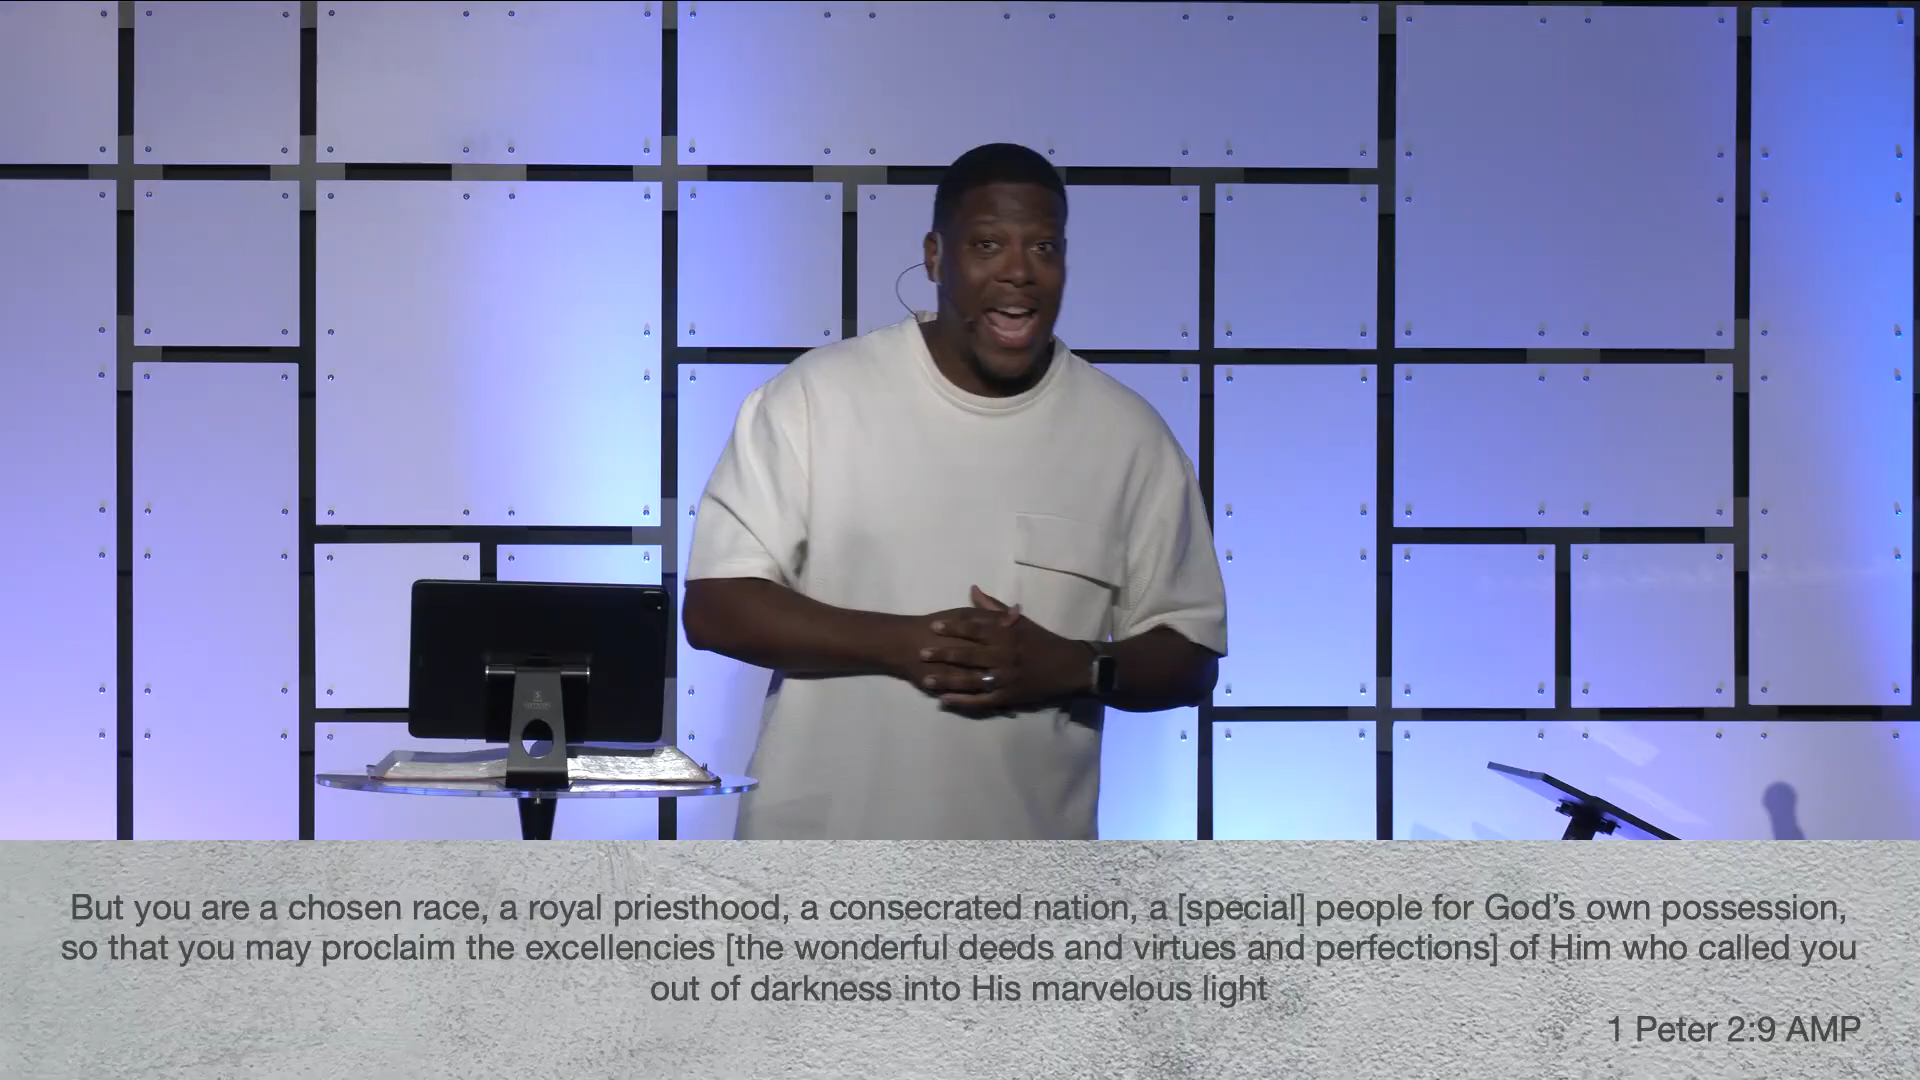 But you are a chosen race, a royal priesthood, a consecrated nation, a [special] people for God’s own possession,
so that you may proclaim the excellencies [the wonderful deeds and virtues and perfections] of Him who called you
out of darkness into His marvelous light
1 Peter 2:9 AMP